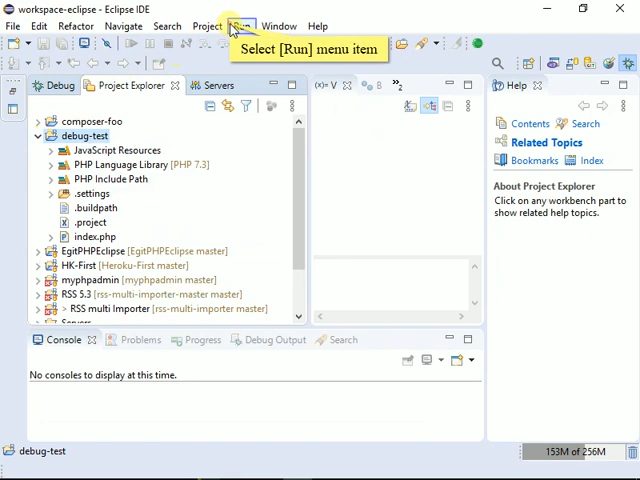 workspace-eclipse - Eclipse IDE
File Edit Refactor Navigate Search Project Run Window Help
Select [Run] menu item
Debug Project Explorer Servers
(x)= V B »2
Help
composer-foo
debug-test
JavaScript Resources
PHP Language Library [PHP 7.3]
PHP Include Path
.settings
.buildpath
.project
index.php
EgitPHPEclipse [EgitPHPEclipse master]
HK-First [Heroku-First master]
myphpadmin [myphpadmin master]
RSS 5.3 [rss-multi-importer-master master]
> RSS multi Importer [rss-multi-importer master]
Servers
Contents Search
Related Topics
Bookmarks Index
About Project Explorer
Click on any workbench part to
show related help topics.
Console Problems Progress Debug Output Search
No consoles to display at this time.
debug-test
153M of 256M